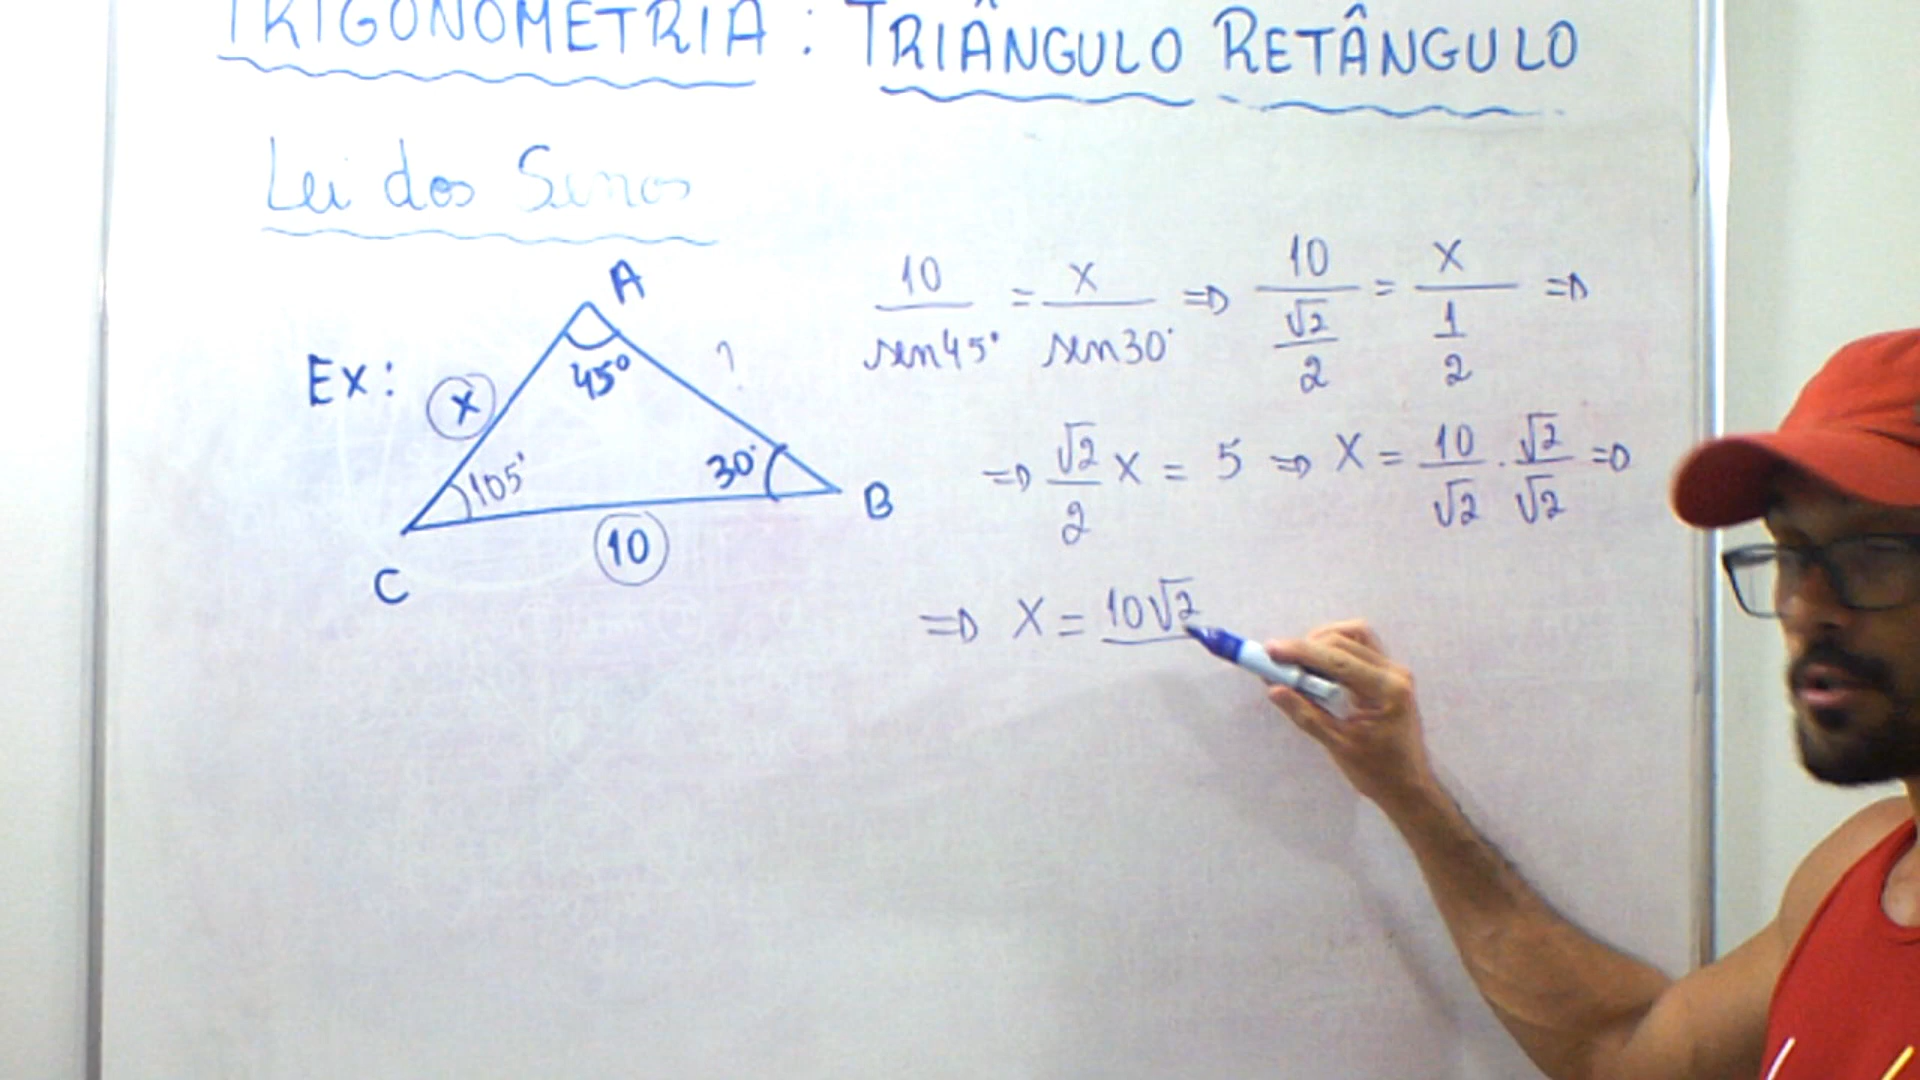 TRIGONOMETRIA : TRIÂNGULO RETÂNGULO
Lei dos Senos
Ex:
A
45°
x
?
105°
30°
B
10
C
10/sen45° = x/sen30° ⇒ 10/(√2/2) = x/(1/2) ⇒
⇒ √2/2 x = 5 ⇒ x = 10/√2 . √2/√2 ⇒
⇒ x = 10√2